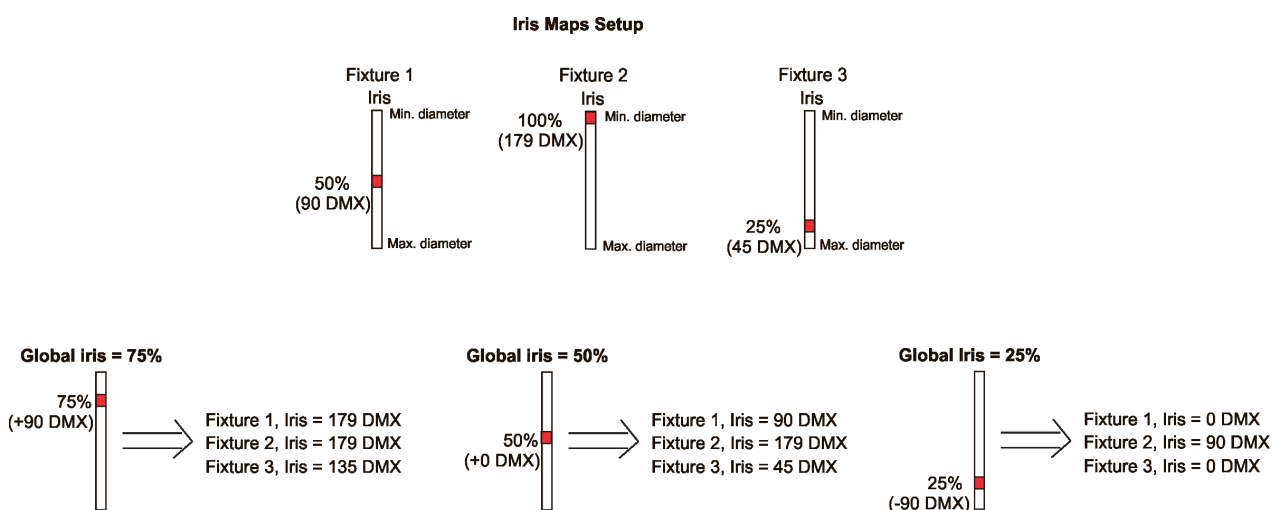 Iris Maps Setup
Fixture 1
Iris
Min. diameter
50%
(90 DMX)
Max. diameter
Fixture 2
Iris
100%
(179 DMX)
Min. diameter
Max. diameter
Fixture 3
Iris
Min. diameter
25%
(45 DMX)
Max. diameter
Global iris = 75%
75%
(+90 DMX)
Fixture 1, Iris = 179 DMX
Fixture 2, Iris = 179 DMX
Fixture 3, Iris = 135 DMX
Global iris = 50%
50%
(+0 DMX)
Fixture 1, Iris = 90 DMX
Fixture 2, Iris = 179 DMX
Fixture 3, Iris = 45 DMX
Global Iris = 25%
25%
(-90 DMX)
Fixture 1, Iris = 0 DMX
Fixture 2, Iris = 90 DMX
Fixture 3, Iris = 0 DMX